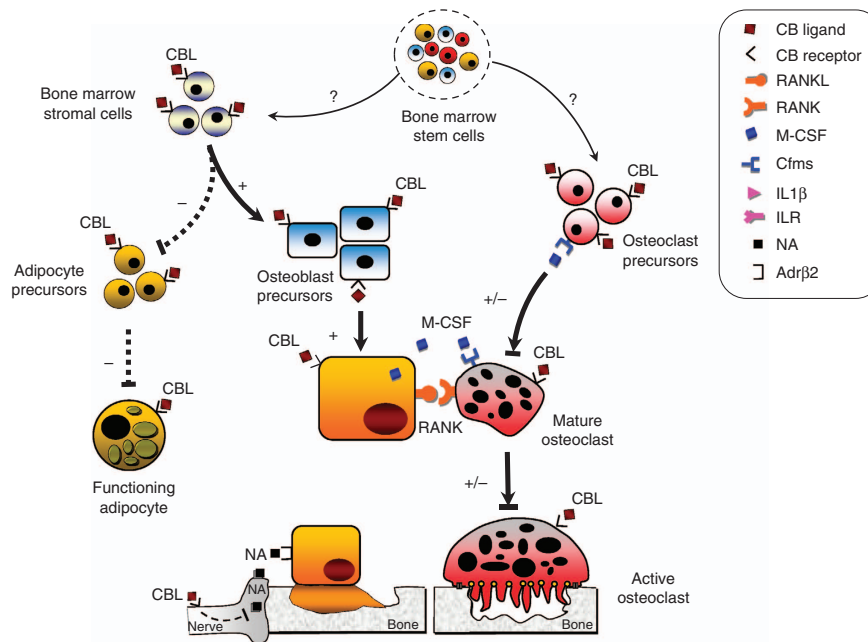 CBL
Bone marrow
stromal cells
?
Bone marrow
stem cells
?
CBL
Osteoclast
precursors
–
+
CBL
Adipocyte
precursors
CBL
Osteoblast
precursors
+/–
–
+
CBL
M-CSF
CBL
RANK
Mature
osteoclast
CBL
Functioning
adipocyte
+/–
CBL
NA
NA
CBL
Nerve
Bone
Bone
Active
osteoclast
CB ligand
CB receptor
RANKL
RANK
M-CSF
Cfms
IL1β
ILR
NA
Adrβ2